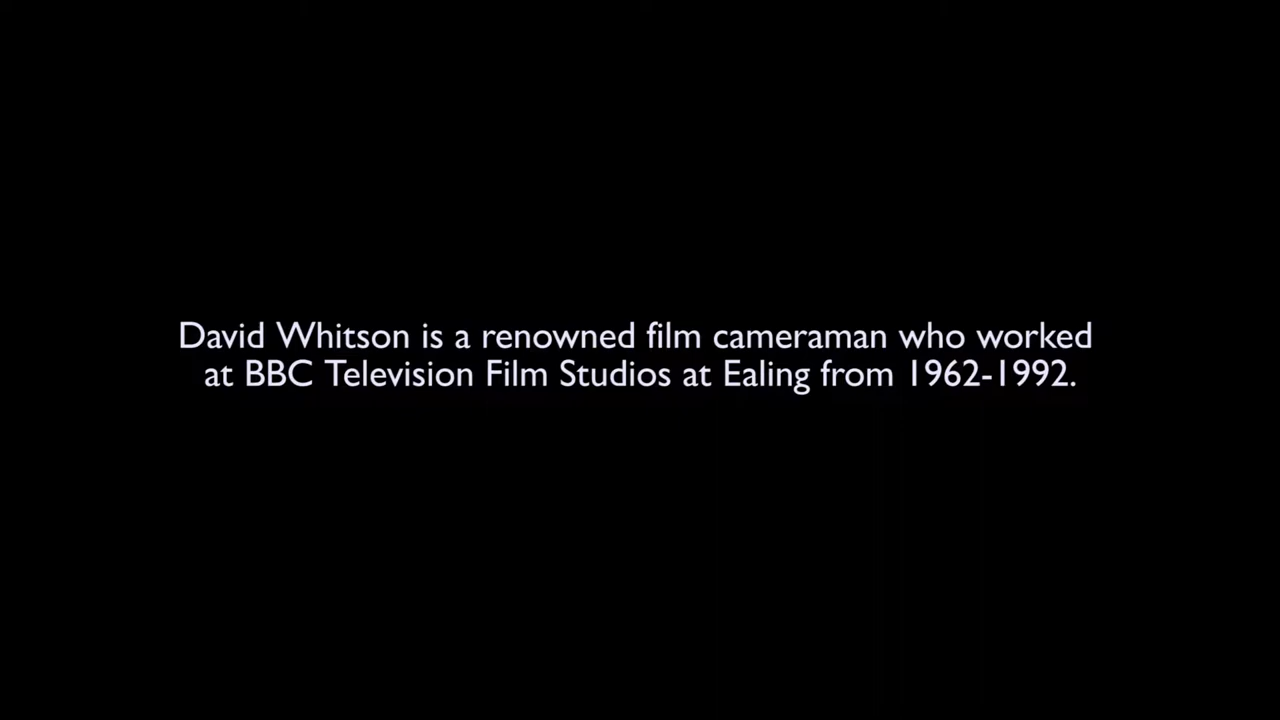 David Whitson is a renowned film cameraman who worked
at BBC Television Film Studios at Ealing from 1962-1992.